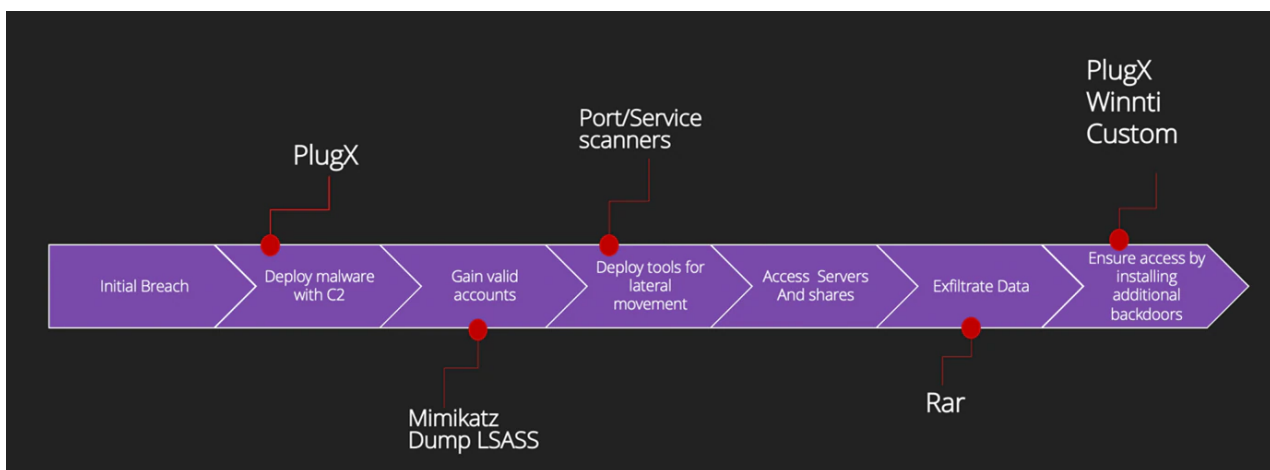 PlugX
Winnti
Custom
Port/Service
scanners
PlugX
Initial Breach
Deploy malware
with C2
Gain valid
accounts
Deploy tools for
lateral
movement
Access Servers
And shares
Exfiltrate Data
Ensure access by
installing
additional
backdoors
Mimikatz
Dump LSASS
Rar